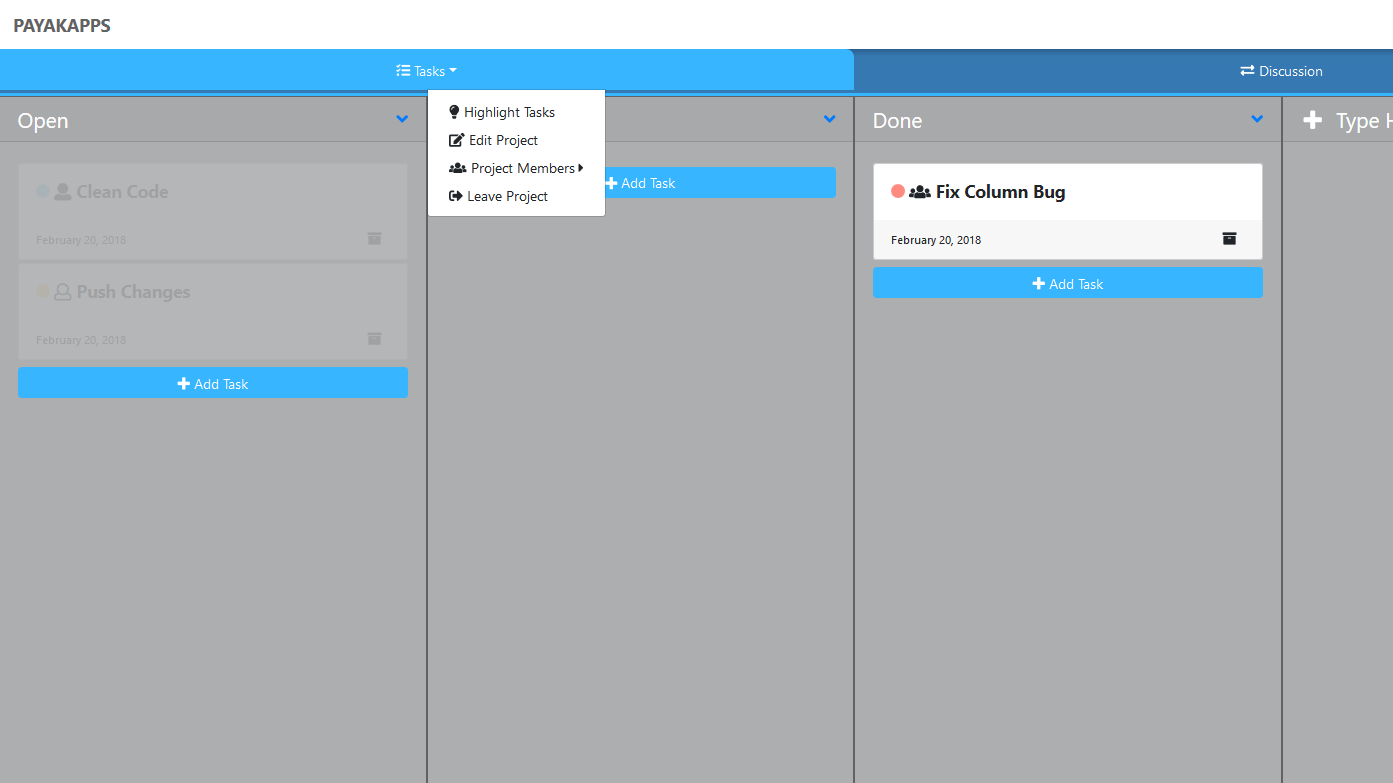 PAYAKAPPS
Tasks
Discussion
Highlight Tasks
Edit Project
Project Members
Leave Project
Open
Clean Code
February 20, 2018
Push Changes
February 20, 2018
Add Task
Add Task
Done
Fix Column Bug
February 20, 2018
Add Task
Type